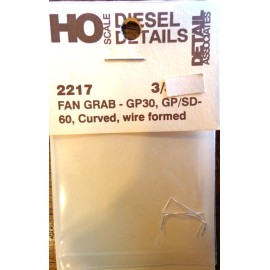 HO SCALE DIESEL DETAILS
DETAIL ASSOCIATES
2217 3/
FAN GRAB - GP30, GP/SD-
60, Curved, wire formed